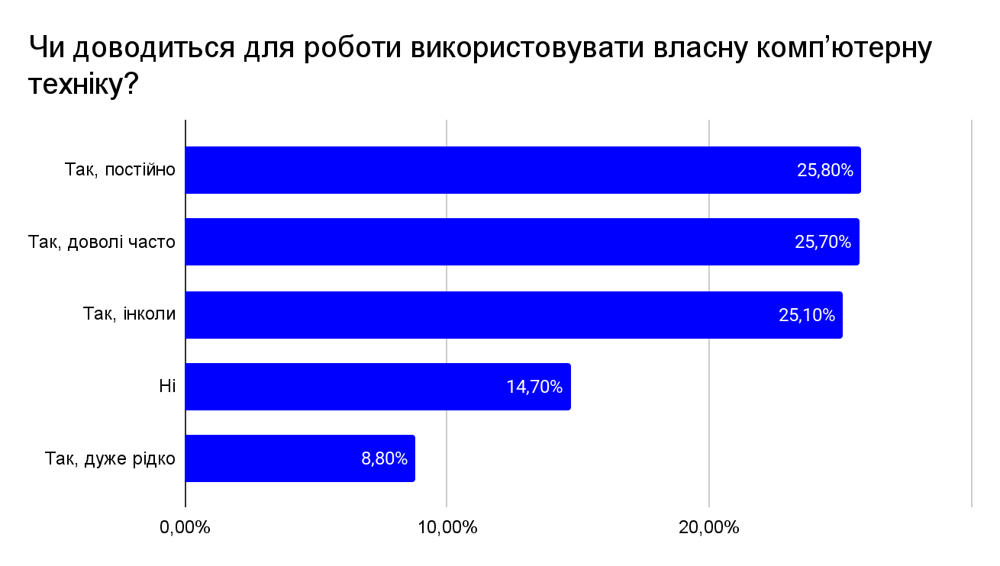 Чи доводиться для роботи використовувати власну комп’ютерну
техніку?
Так, постійно
25,80%
Так, доволі часто
25,70%
Так, інколи
25,10%
Ні
14,70%
Так, дуже рідко
8,80%
0,00%
10,00%
20,00%